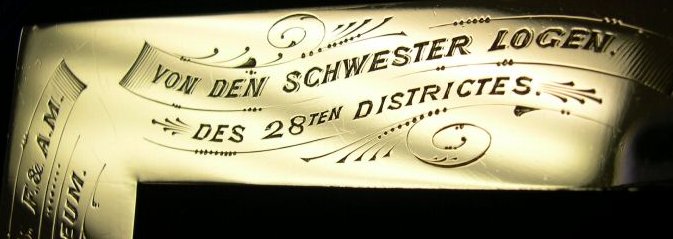 VON DEN SCHWESTER LOGEN.
DES 28TEN DISTRICTES.
F. & A.M.
EUM.